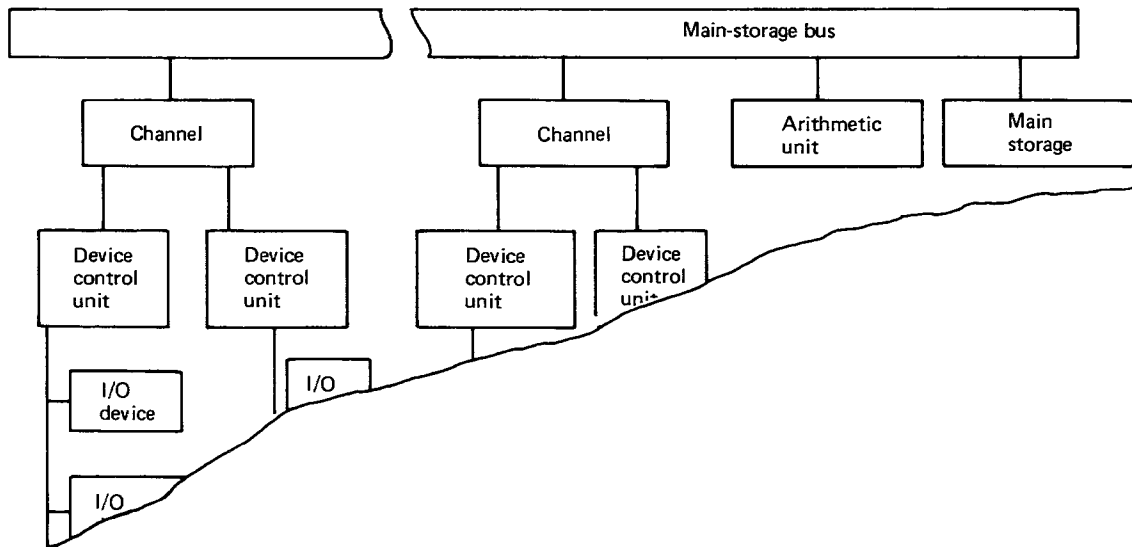 Main-storage bus
Channel
Channel
Arithmetic
unit
Main
storage
Device
control
unit
Device
control
unit
Device
control
unit
Device
control
unit
I/O
device
I/O
I/O